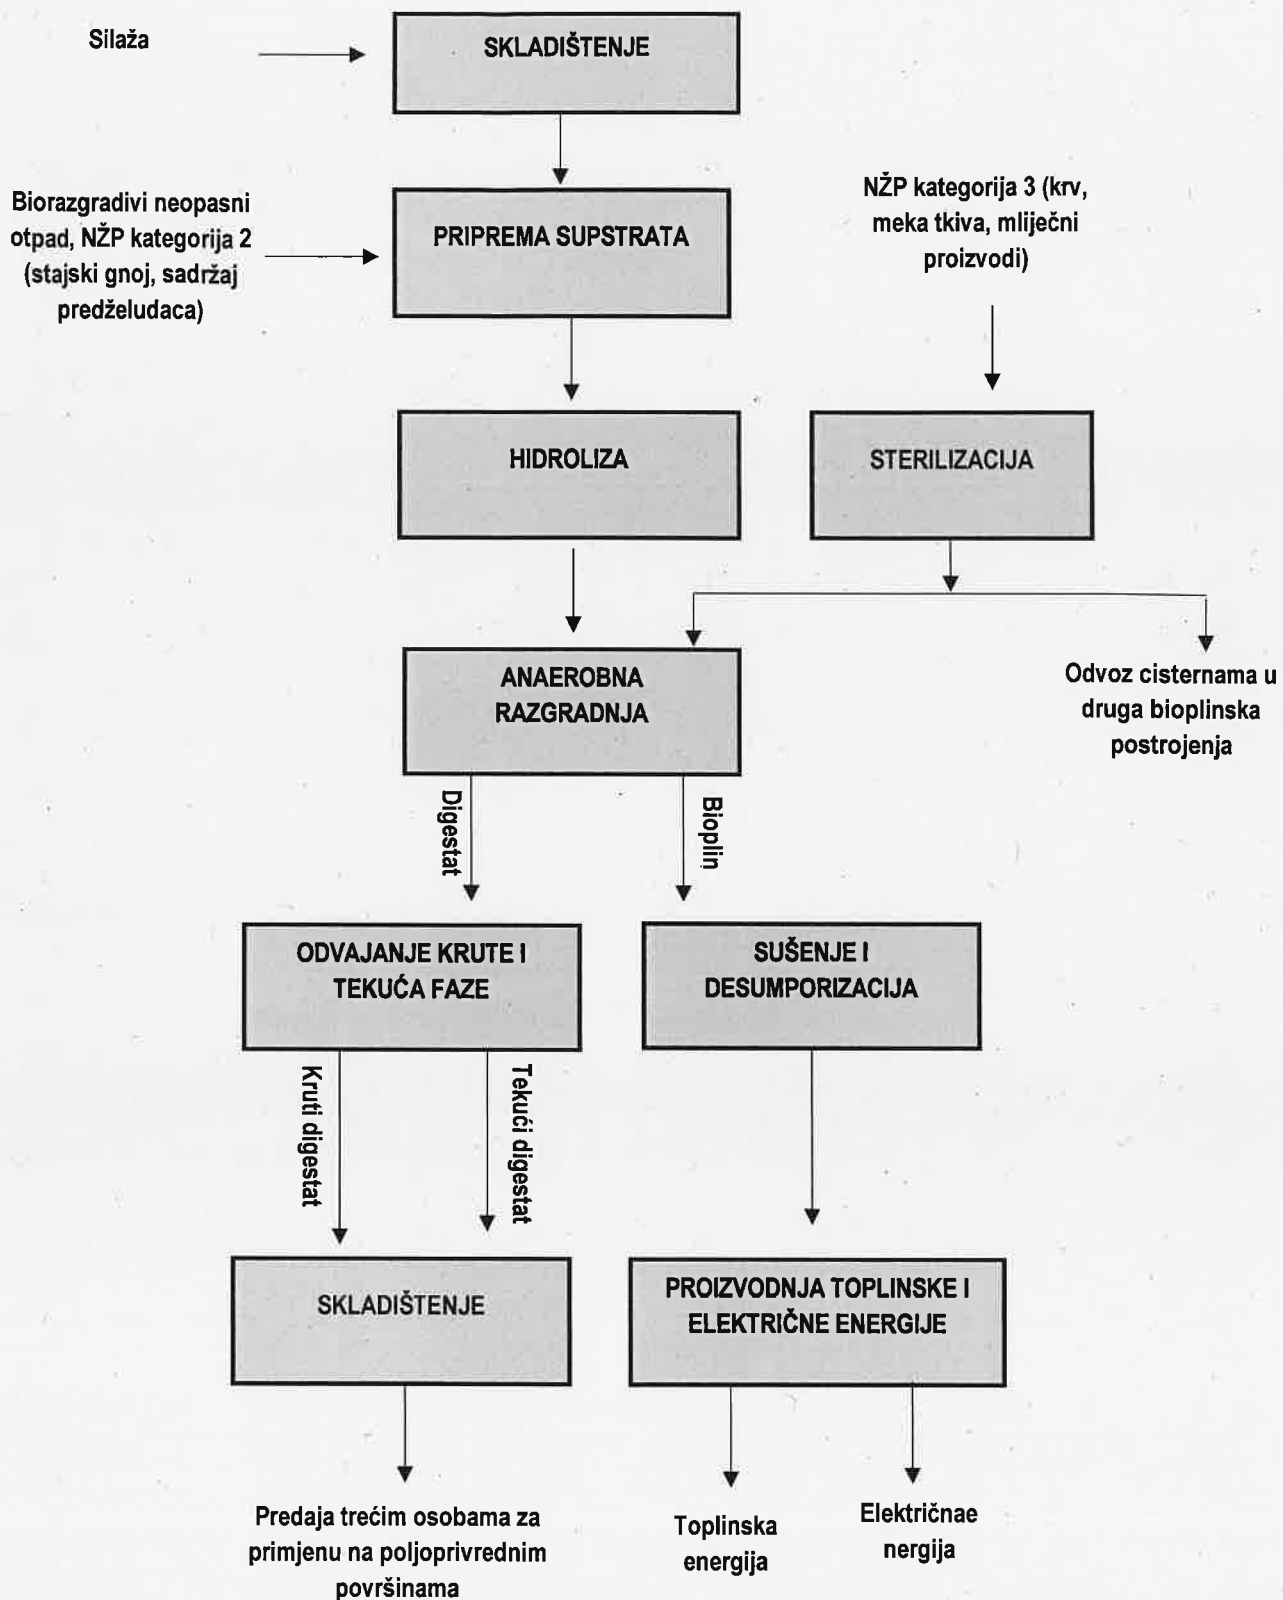 Silaža
SKLADIŠTENJE
Biorazgradivi neopasni
otpad, NŽP kategorija 2
(stajski gnoj, sadržaj
predželudaca)
PRIPREMA SUPSTRATA
NŽP kategorija 3 (krv,
meka tkiva, mliječni
proizvodi)
HIDROLIZA
STERILIZACIJA
ANAEROBNA
RAZGRADNJA
Odvoz cisternama u
druga bioplinska
postrojenja
Digestat
Bioplin
ODVAJANJE KRUTE I
TEKUĆA FAZE
SUŠENJE I
DESUMPORIZACIJA
Kruti digestat
Tekući digestat
SKLADIŠTENJE
PROIZVODNJA TOPLINSKE I
ELEKTRIČNE ENERGIJE
Predaja trećim osobama za
primjenu na poljoprivrednim
površinama
Toplinska
energija
Električnae
nergija